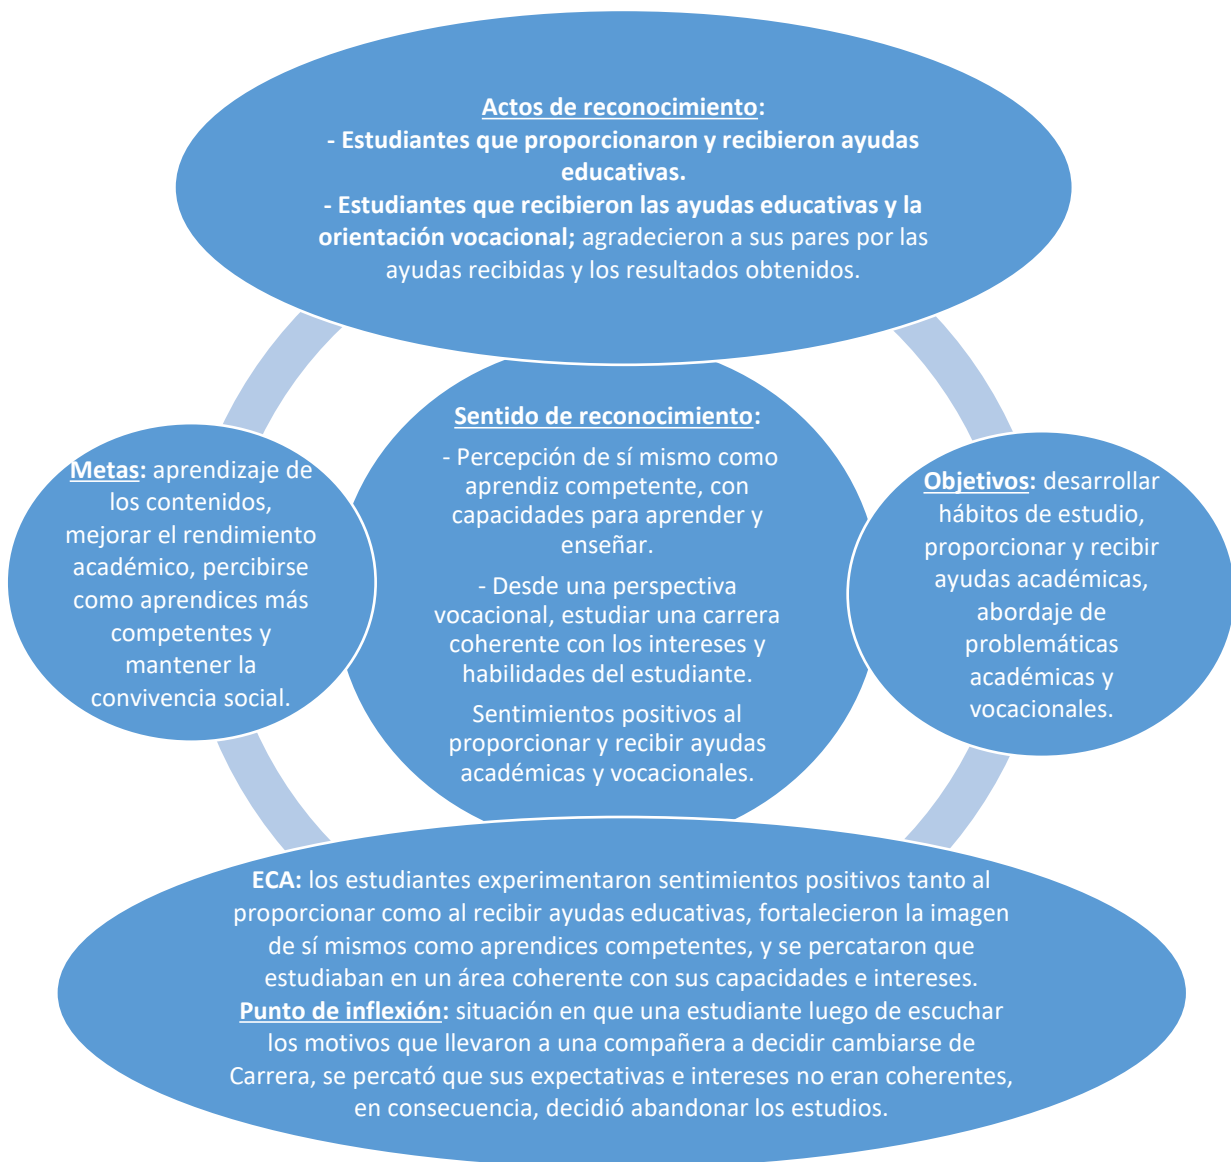 Actos de reconocimiento:
- Estudiantes que proporcionaron y recibieron ayudas
educativas.
- Estudiantes que recibieron las ayudas educativas y la
orientación vocacional; agradecieron a sus pares por las
ayudas recibidas y los resultados obtenidos.
Metas: aprendizaje de
los contenidos,
mejorar el rendimiento
académico, percibirse
como aprendices más
competentes y
mantener la
convivencia social.
Sentido de reconocimiento:
- Percepción de sí mismo como
aprendiz competente, con
capacidades para aprender y
enseñar.
- Desde una perspectiva
vocacional, estudiar una carrera
coherente con los intereses y
habilidades del estudiante.
Sentimientos positivos al
proporcionar y recibir ayudas
académicas y vocacionales.
Objetivos: desarrollar
hábitos de estudio,
proporcionar y recibir
ayudas académicas,
abordaje de
problemáticas
académicas y
vocacionales.
ECA: los estudiantes experimentaron sentimientos positivos tanto al
proporcionar como al recibir ayudas educativas, fortalecieron la imagen
de sí mismos como aprendices competentes, y se percataron que
estudiaban en un área coherente con sus capacidades e intereses.
Punto de inflexión: situación en que una estudiante luego de escuchar
los motivos que llevaron a una compañera a decidir cambiarse de
Carrera, se percató que sus expectativas e intereses no eran coherentes,
en consecuencia, decidió abandonar los estudios.